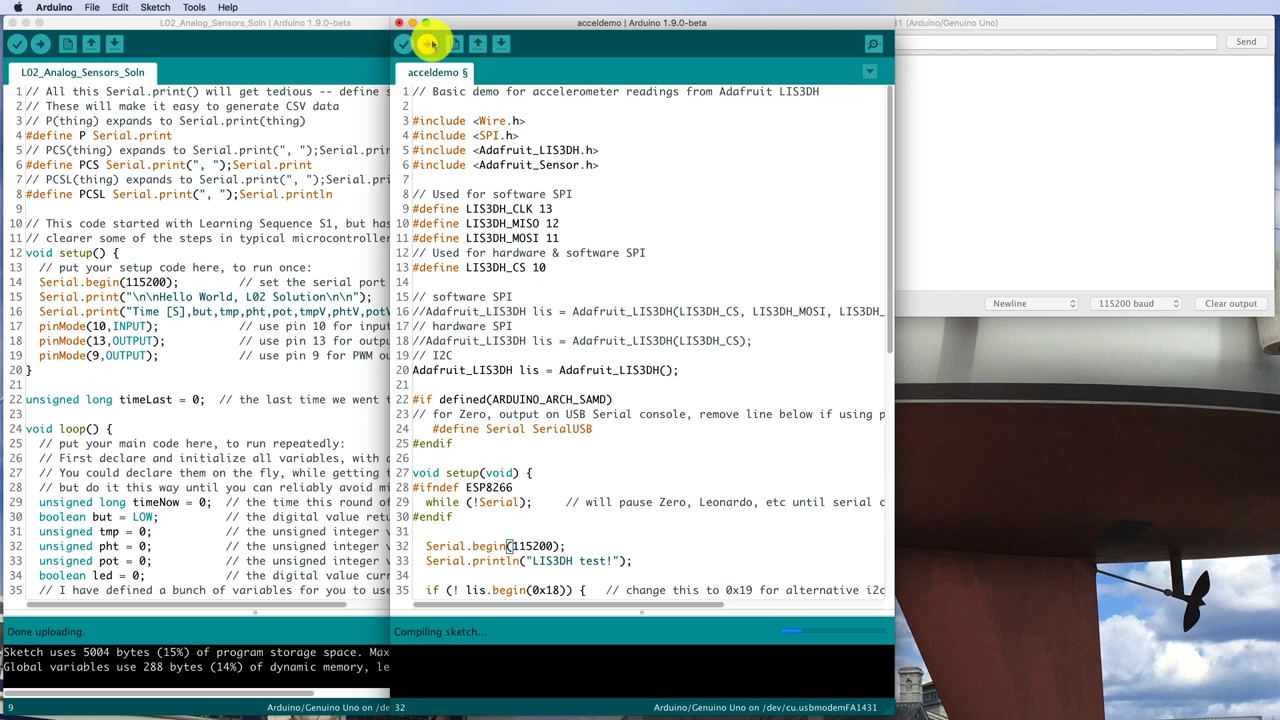 Arduino File Edit Sketch Tools Help
L02_Analog_Sensors_Soln | Arduino 1.9.0-beta
L02_Analog_Sensors_Soln
1 // All this Serial.print() will get tedious -- define s
2 // These will make it easy to generate CSV data
3 // P(thing) expands to Serial.print(thing)
4 #define P Serial.print
5 // PCS(thing) expands to Serial.print(", ");Serial.prin
6 #define PCS Serial.print(", ");Serial.print
7 // PCSL(thing) expands to Serial.print(", ");Serial.pri
8 #define PCSL Serial.print(", ");Serial.println
9
10 // This code started with Learning Sequence S1, but has
11 // clearer some of the steps in typical microcontroller
12 void setup() {
13 // put your setup code here, to run once:
14 Serial.begin(115200); // set the serial port
15 Serial.print("\n\nHello World, L02 Solution\n\n");
16 Serial.print("Time [S],but,tmp,pht,pot,tmpV,phtV,potV
17 pinMode(10,INPUT); // use pin 10 for input
18 pinMode(13,OUTPUT); // use pin 13 for outpu
19 pinMode(9,OUTPUT); // use pin 9 for PWM ou
20 }
21
22 unsigned long timeLast = 0; // the last time we went t
23
24 void loop() {
25 // put your main code here, to run repeatedly:
26 // First declare and initialize all variables, with a
27 // You could declare them on the fly, while getting t
28 // but do it this way until you can reliably avoid mi
29 unsigned long timeNow = 0; // the time this round of
30 boolean but = LOW; // the digital value retu
31 unsigned tmp = 0; // the unsigned integer v
32 unsigned pht = 0; // the unsigned integer v
33 unsigned pot = 0; // the unsigned integer v
34 boolean led = 0; // the digital value curr
35 // I have defined a bunch of variables for you to use
Done uploading.
Sketch uses 5004 bytes (15%) of program storage space. Max
Global variables use 288 bytes (14%) of dynamic memory, le
9 Arduino/Genuino Uno on /de
acceldemo | Arduino 1.9.0-beta
acceldemo §
1 // Basic demo for accelerometer readings from Adafruit LIS3DH
2
3 #include <Wire.h>
4 #include <SPI.h>
5 #include <Adafruit_LIS3DH.h>
6 #include <Adafruit_Sensor.h>
7
8 // Used for software SPI
9 #define LIS3DH_CLK 13
10 #define LIS3DH_MISO 12
11 #define LIS3DH_MOSI 11
12 // Used for hardware & software SPI
13 #define LIS3DH_CS 10
14
15 // software SPI
16 //Adafruit_LIS3DH lis = Adafruit_LIS3DH(LIS3DH_CS, LIS3DH_MOSI, LIS3DH_
17 // hardware SPI
18 //Adafruit_LIS3DH lis = Adafruit_LIS3DH(LIS3DH_CS);
19 // I2C
20 Adafruit_LIS3DH lis = Adafruit_LIS3DH();
21
22 #if defined(ARDUINO_ARCH_SAMD)
23 // for Zero, output on USB Serial console, remove line below if using p
24 #define Serial SerialUSB
25 #endif
26
27 void setup(void) {
28 #ifndef ESP8266
29 while (!Serial); // will pause Zero, Leonardo, etc until serial c
30 #endif
31
32 Serial.begin(115200);
33 Serial.println("LIS3DH test!");
34
35 if (! lis.begin(0x18)) { // change this to 0x19 for alternative i2c
Compiling sketch...
32 Arduino/Genuino Uno on /dev/cu.usbmodemFA1431
31 (Arduino/Genuino Uno)
Send
Newline
115200 baud
Clear output